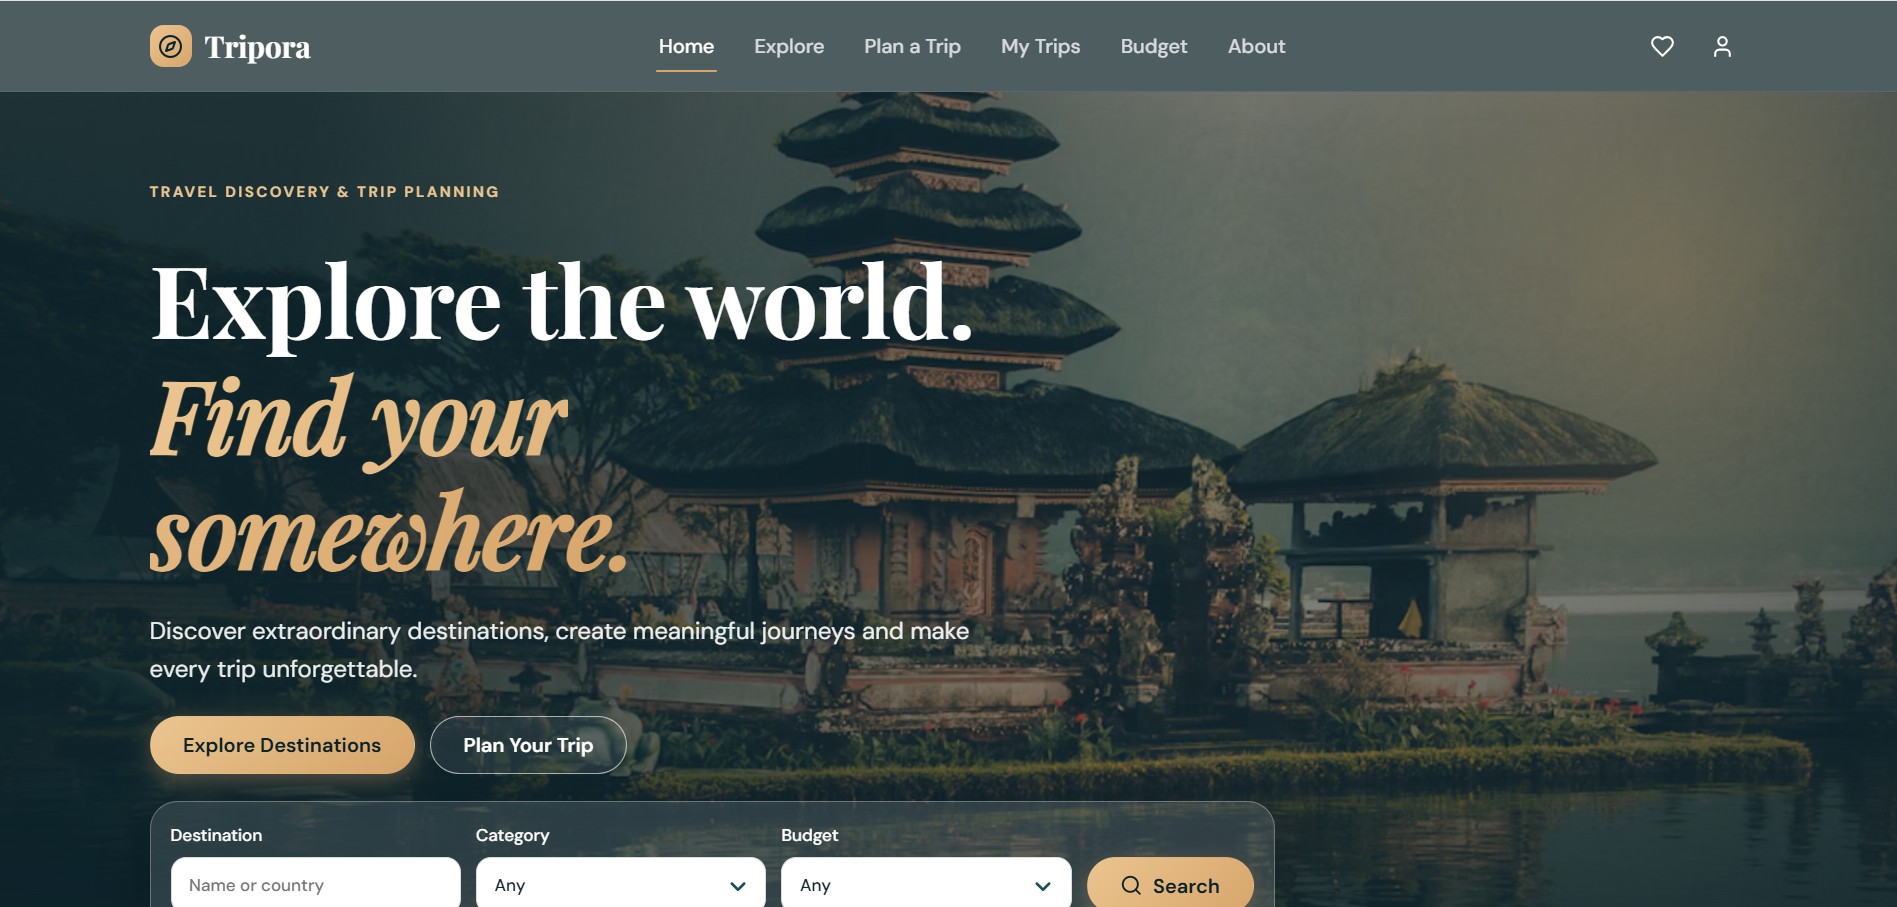 Tripora
Home Explore Plan a Trip My Trips Budget About
TRAVEL DISCOVERY & TRIP PLANNING
Explore the world.
Find your
somewhere.
Discover extraordinary destinations, create meaningful journeys and make
every trip unforgettable.
Explore Destinations Plan Your Trip
Destination Category Budget
Name or country Any Any Search